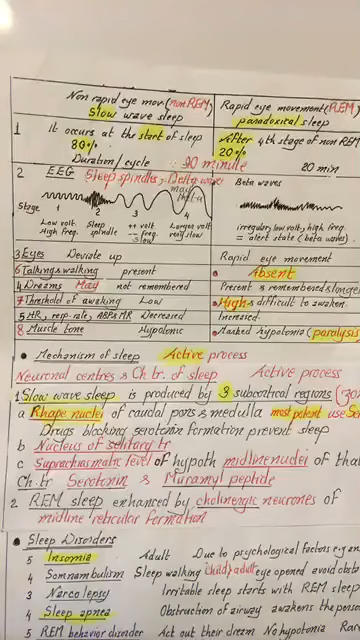 Non rapid eye mov.(non REM) Rapid eye movement(REM)
Slow wave sleep paradoxical sleep
1 it occurs at the start of sleep After 4th stage of non REM
80% 20%
Duration/cycle : 90 minute 20 min
2 EEG Sleep spindles, Delta waves Beta waves
may theta
Stage 1 2 3 4
Low volt. Sleep ++ volt Longer volt irregular, low volt, high freq.
High freq. spindle -- freq. slow alert state (beta waves)
3 Eyes Deviate up Rapid eye movement
6 Talking & walking present Absent
4 Dreams May not remembered Present & remembered & longer
7 Threshold of awaking Low High & difficult to awaken
5 HR, resp. rate, ABP & MR Decreased Increased
8 Muscle tone Hypotonic Marked hypotonia (paralysis)
• Mechanism of sleep Active process
Neuronal centres & Ch tr. of sleep Active process
1 Slow wave sleep is produced by 3 subcortical regions
a Rhape nuclei of caudal pons & medulla most potent use
Drugs blocking serotonin formation prevent sleep
b Nucleus of solitary tr
c Suprachiasmatic level of hypoth midline nuclei of
Ch tr Serotonin & Muramyl peptide
2. REM sleep enhanced by cholinergic neurones of
midline reticular formation
• Sleep Disorders
5 Insomia Adult Due to psychological factors
4 Somnambulism Sleep walking child, adult eye opened avoid
3 Narcolepsy Irritable sleep starts with REM sleep
4 Sleep apnea Obstruction of airway awakens the
5 REM behavior disorder Act out their dream No hypotonia